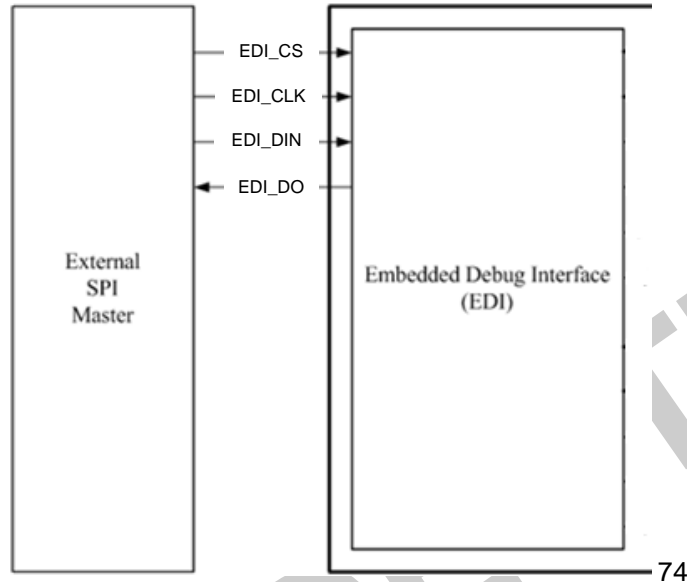 EDI_CS
EDI_CLK
EDI_DIN
EDI_DO
External
SPI
Master
Embedded Debug Interface
(EDI)
74